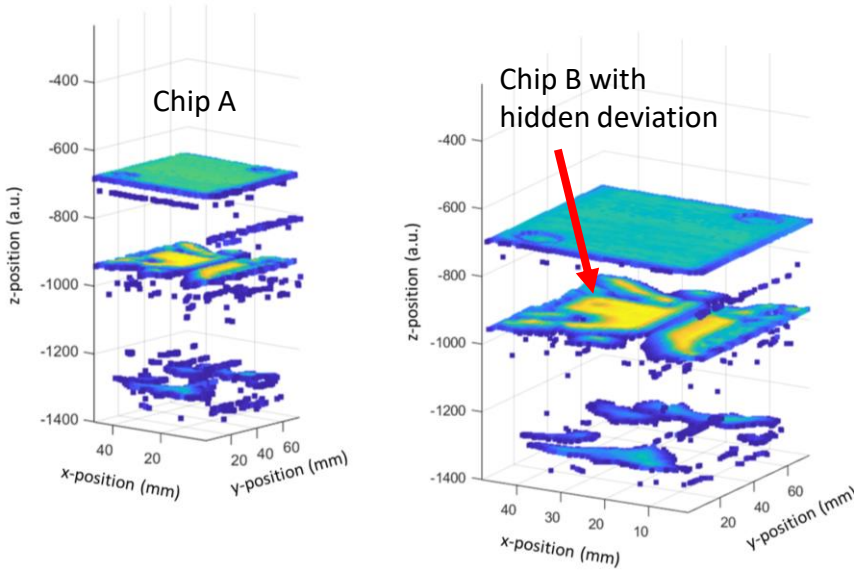 Chip A
-400
-600
-800
-1000
-1200
-1400
z-position (a.u.)
40
20
x-position (mm)
20
40
60
y-position (mm)
Chip B with
hidden deviation
-400
-600
-800
-1000
-1200
-1400
z-position (a.u.)
40
30
20
10
x-position (mm)
20
40
60
y-position (mm)